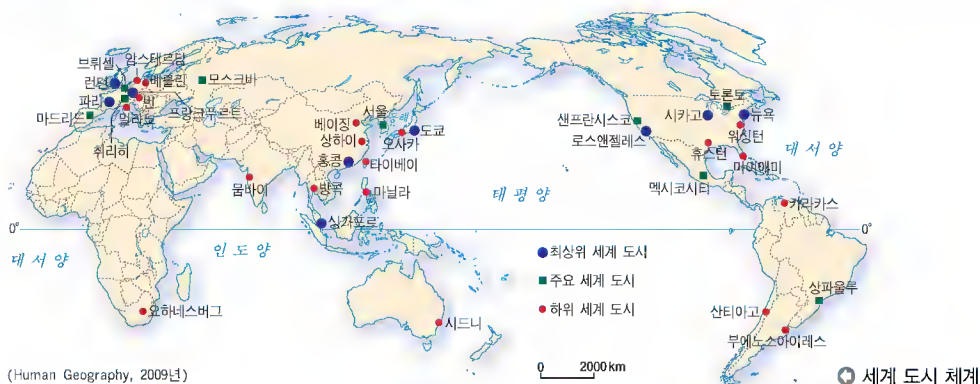 브뤼셀 암스테르담
런던 베를린
파리 빈
모스크바
마드리드
밀라노 프랑크푸르트
취리히
베이징
서울
상하이
오사카
도쿄
홍콩
타이베이
뭄바이
방콕
마닐라
싱가포르
요하네스버그
시드니
샌프란시스코
로스앤젤레스
시카고
토론토
뉴욕
워싱턴
휴스턴
마이애미
멕시코시티
카라카스
상파울루
산티아고
부에노스아이레스
대서양
태평양
0°
0°
대서양
인도양
최상위 세계 도시
주요 세계 도시
하위 세계 도시
0 2000 km
(Human Geography, 2009년)
세계 도시 체계